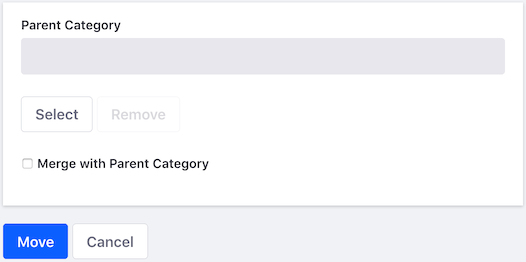 Parent Category
Select
Remove
Merge with Parent Category
Move
Cancel